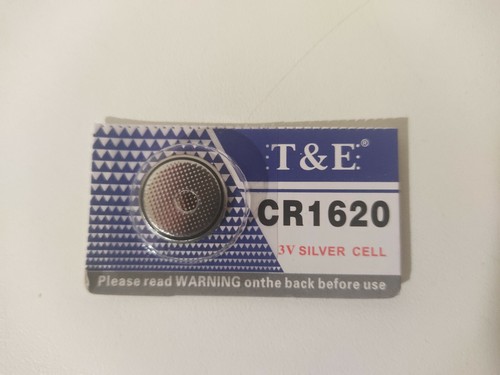 T&E®
CR1620
3V SILVER CELL
Please read WARNING onthe back before use